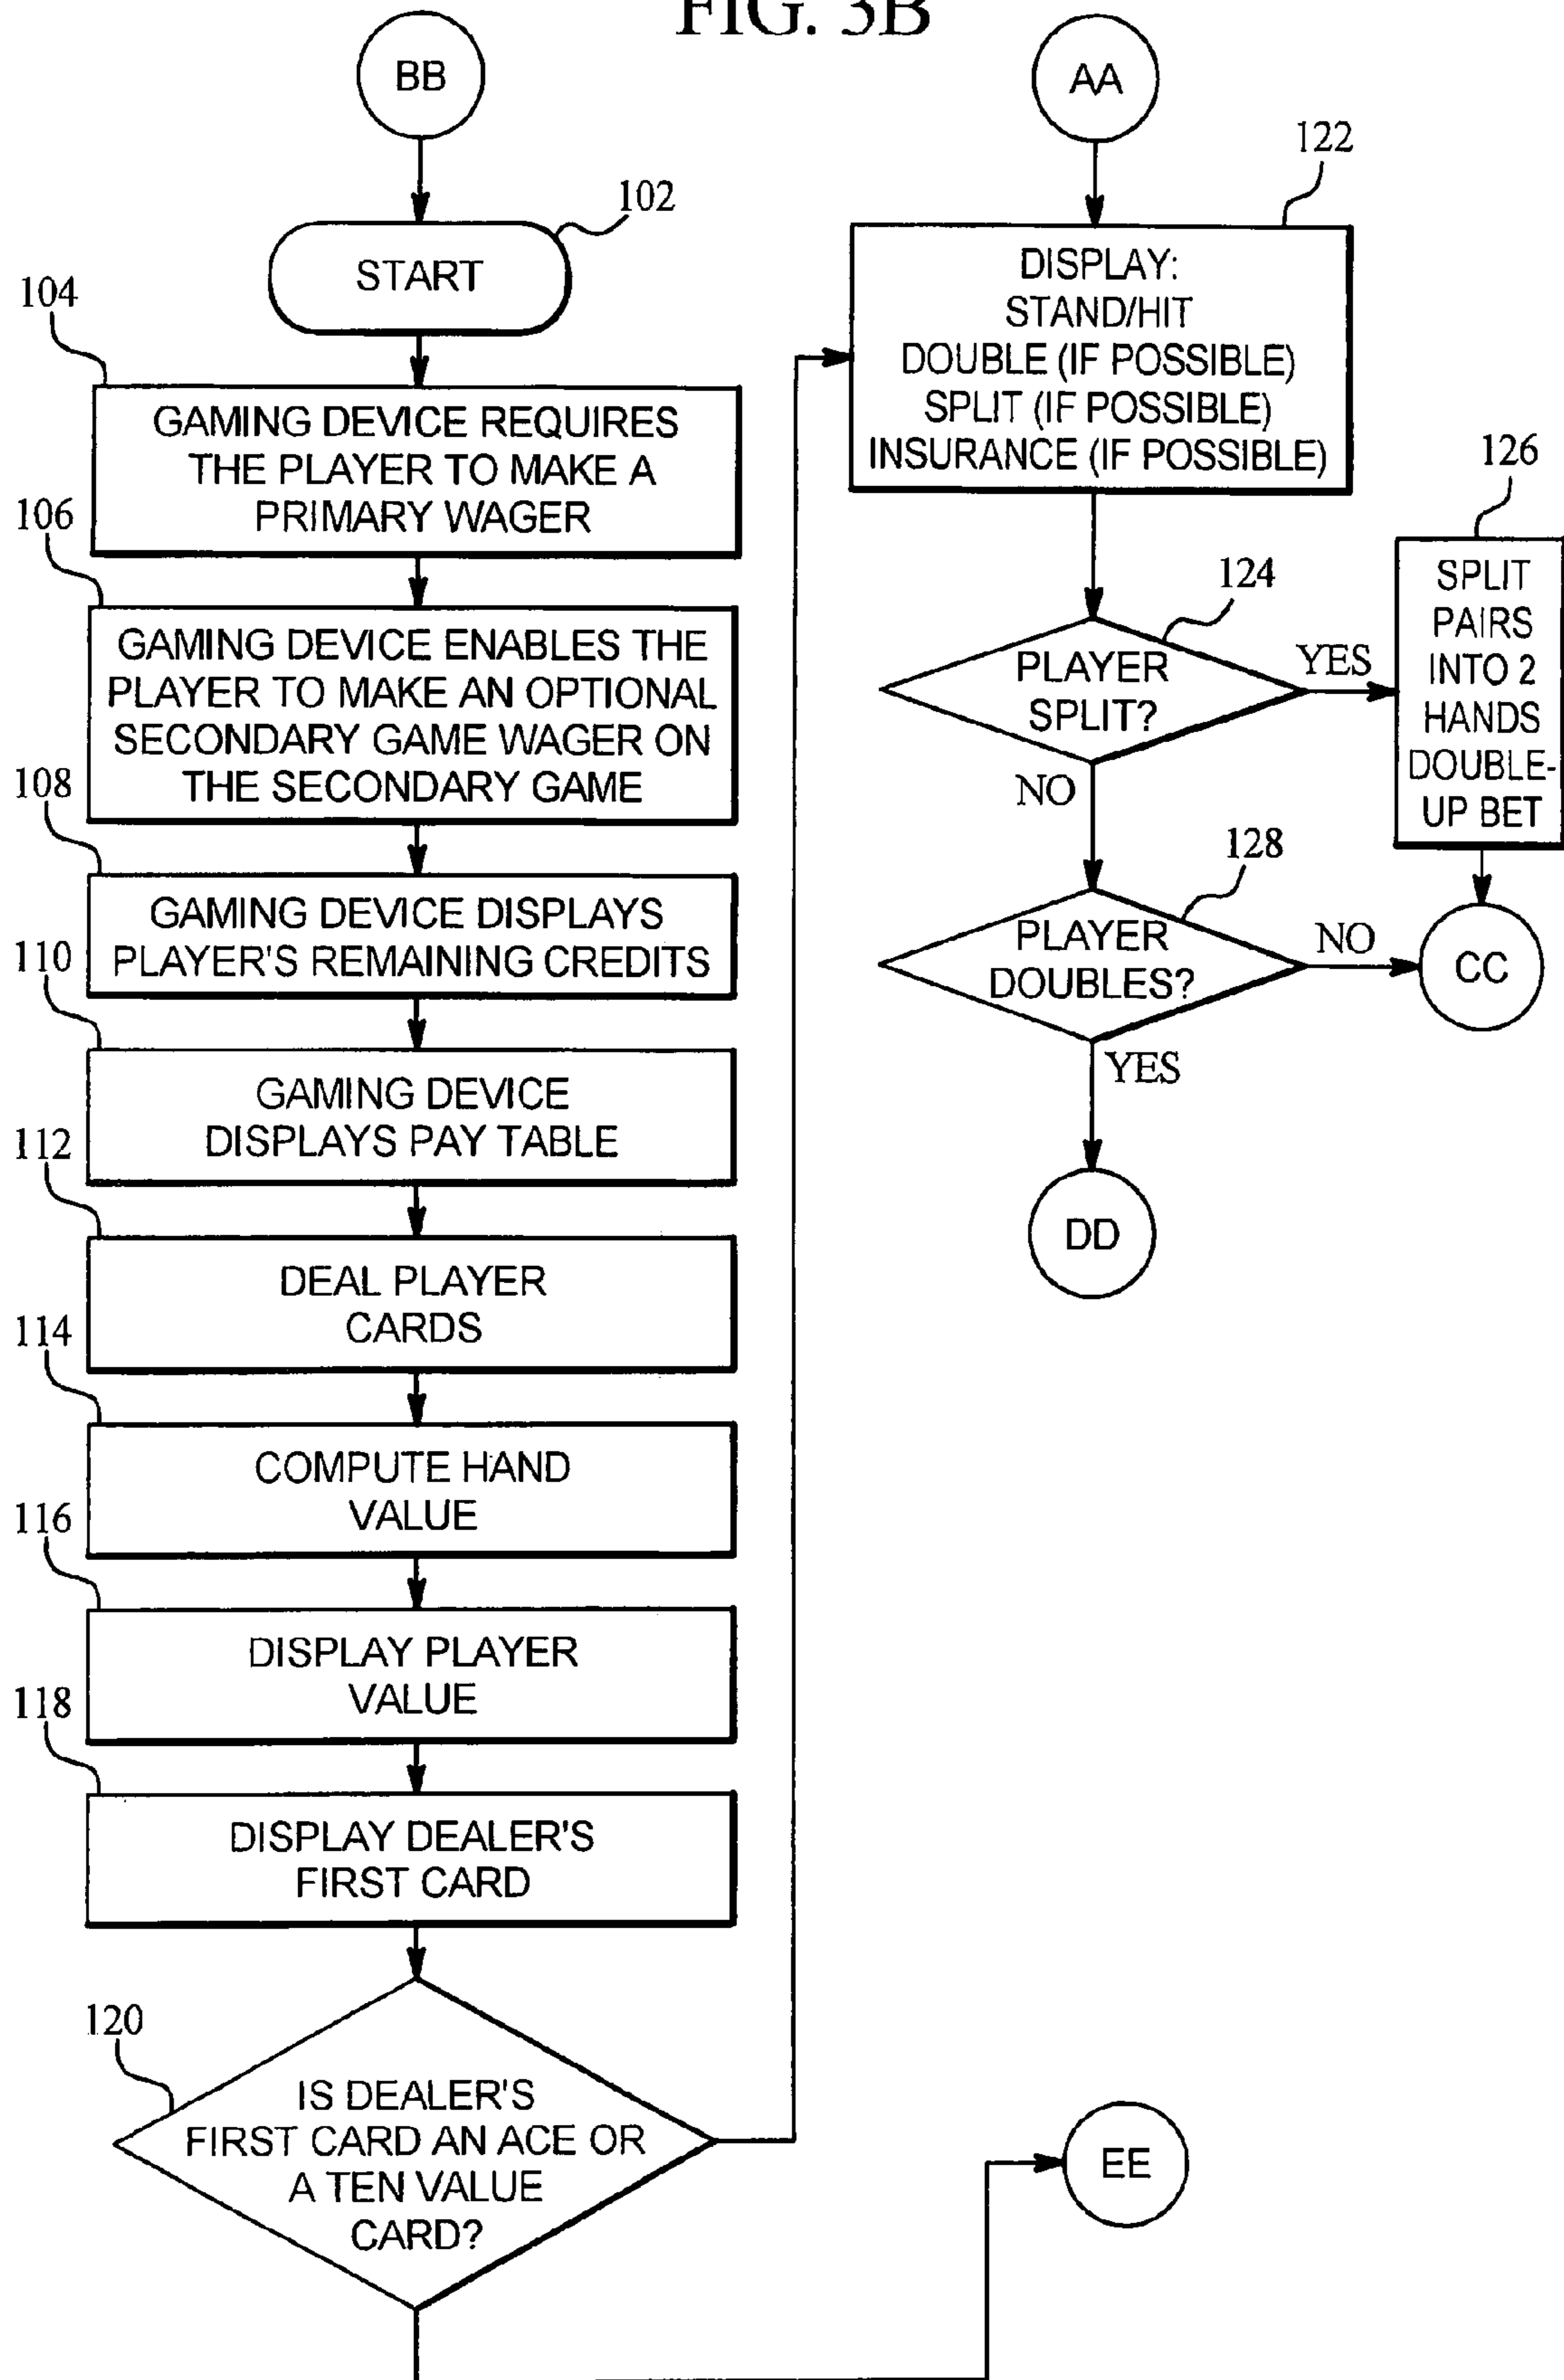 FIG. 3B
BB
102
START
104
GAMING DEVICE REQUIRES
THE PLAYER TO MAKE A
PRIMARY WAGER
106
GAMING DEVICE ENABLES THE
PLAYER TO MAKE AN OPTIONAL
SECONDARY GAME WAGER ON
THE SECONDARY GAME
108
GAMING DEVICE DISPLAYS
PLAYER'S REMAINING CREDITS
110
GAMING DEVICE
DISPLAYS PAY TABLE
112
DEAL PLAYER
CARDS
114
COMPUTE HAND
VALUE
116
DISPLAY PLAYER
VALUE
118
DISPLAY DEALER'S
FIRST CARD
120
IS DEALER'S
FIRST CARD AN ACE OR
A TEN VALUE
CARD?
AA
122
DISPLAY:
STAND/HIT
DOUBLE (IF POSSIBLE)
SPLIT (IF POSSIBLE)
INSURANCE (IF POSSIBLE)
124
PLAYER
SPLIT?
YES
NO
126
SPLIT
PAIRS
INTO 2
HANDS
DOUBLE-
UP BET
128
PLAYER
DOUBLES?
NO
CC
YES
DD
EE